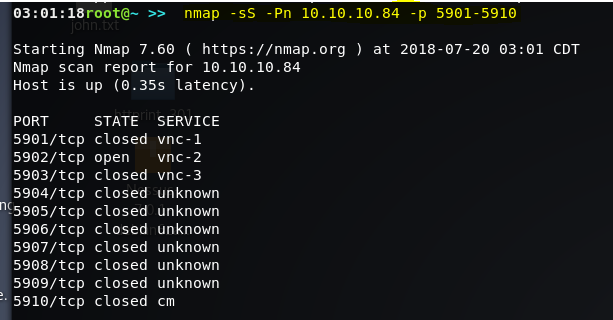 03:01:18root@~ >> nmap -sS -Pn 10.10.10.84 -p 5901-5910
john.txt
Starting Nmap 7.60 ( https://nmap.org ) at 2018-07-20 03:01 CDT
Nmap scan report for 10.10.10.84
Host is up (0.35s latency).
PORT     STATE  SERVICE
5901/tcp closed vnc-1
5902/tcp open   vnc-2
5903/tcp closed vnc-3
5904/tcp closed unknown
5905/tcp closed unknown
5906/tcp closed unknown
5907/tcp closed unknown
5908/tcp closed unknown
5909/tcp closed unknown
5910/tcp closed cm